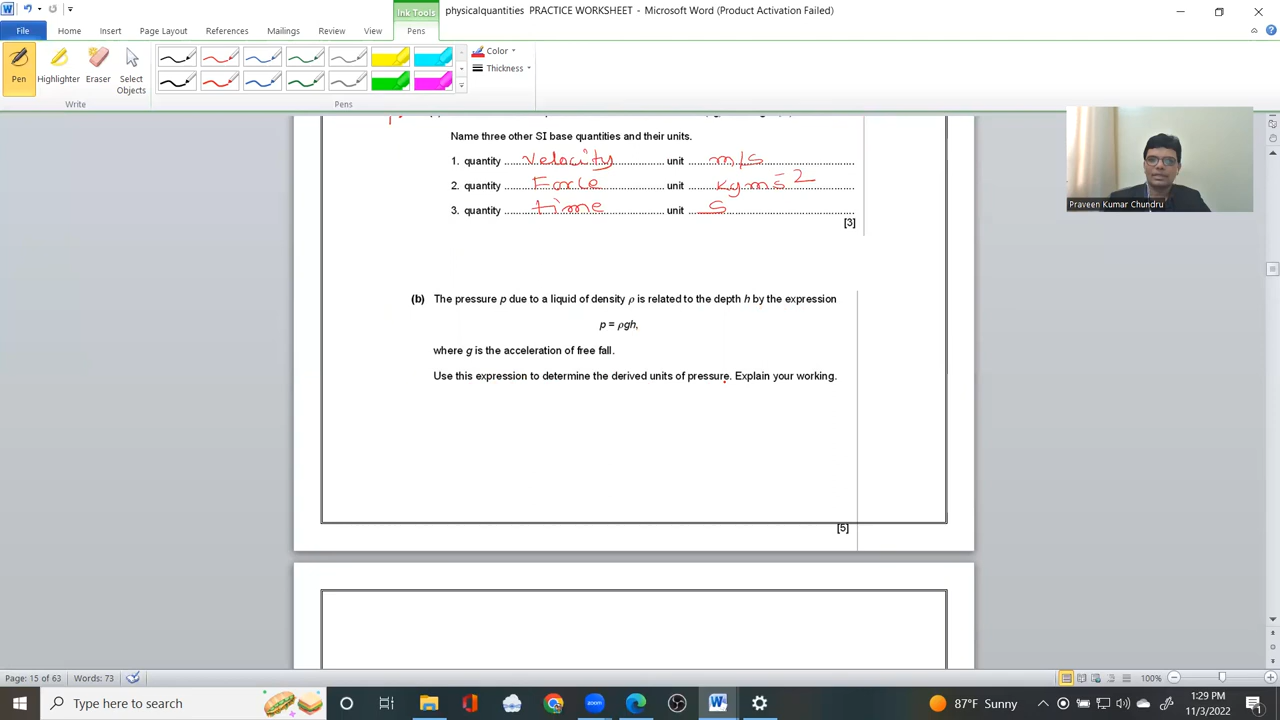 Ink Tools
physicalquantities PRACTICE WORKSHEET - Microsoft Word (Product Activation Failed)
File Home Insert Page Layout References Mailings Review View Pens
Pen Highlighter Eraser Select Objects
Color
Thickness
Write Pens
Name three other SI base quantities and their units.
1. quantity velocity unit m/s
2. quantity Force unit kgms-2
3. quantity time unit s
[3]
Praveen Kumar Chundru
(b) The pressure p due to a liquid of density ρ is related to the depth h by the expression
p = ρgh,
where g is the acceleration of free fall.
Use this expression to determine the derived units of pressure. Explain your working.
[5]
Page: 15 of 63 Words: 73 100%
Type here to search
87°F Sunny
1:29 PM
11/3/2022